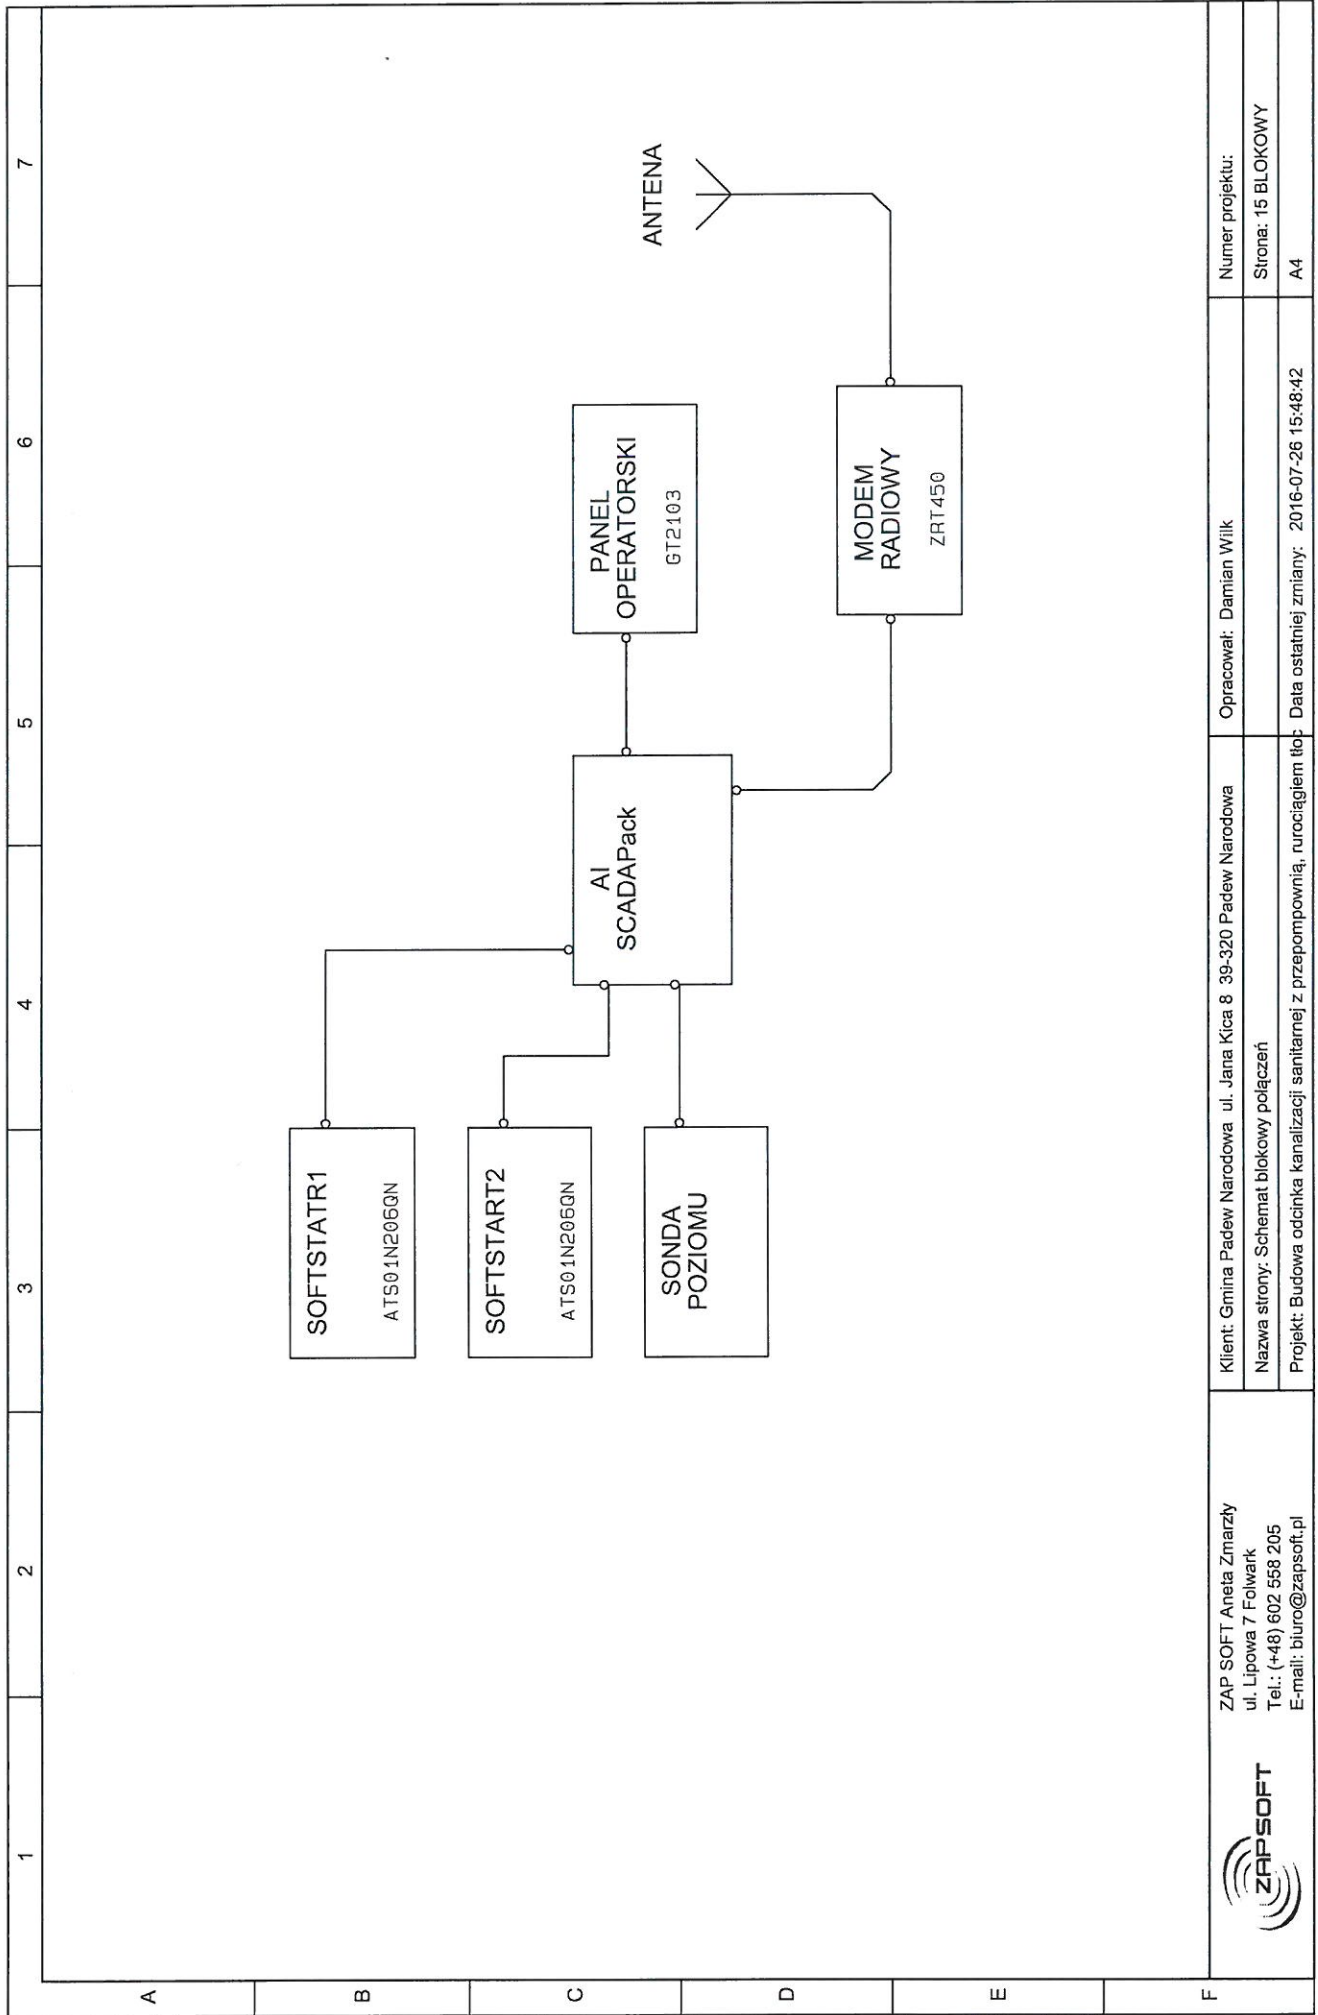 1
2
3
4
5
6
7
A
B
C
D
E
F
SOFTSTATR1
ATS01N206QN
SOFTSTART2
ATS01N206QN
SONDA
POZIOMU
AI
SCADAPack
PANEL
OPERATORSKI
GT2103
MODEM
RADIOWY
ZRT450
ANTENA
ZAPSOFT
ZAP SOFT Aneta Zmarzły
ul. Lipowa 7 Folwark
Tel.: (+48) 602 558 205
E-mail: biuro@zapsoft.pl
Klient: Gmina Padew Narodowa ul. Jana Kica 8 39-320 Padew Narodowa
Opracował: Damian Wilk
Numer projektu:
Nazwa strony: Schemat blokowy połączeń
Strona: 15 BLOKOWY
Projekt: Budowa odcinka kanalizacji sanitarnej z przepompownią, rurociągiem tłoc
Data ostatniej zmiany: 2016-07-26 15:48:42
A4